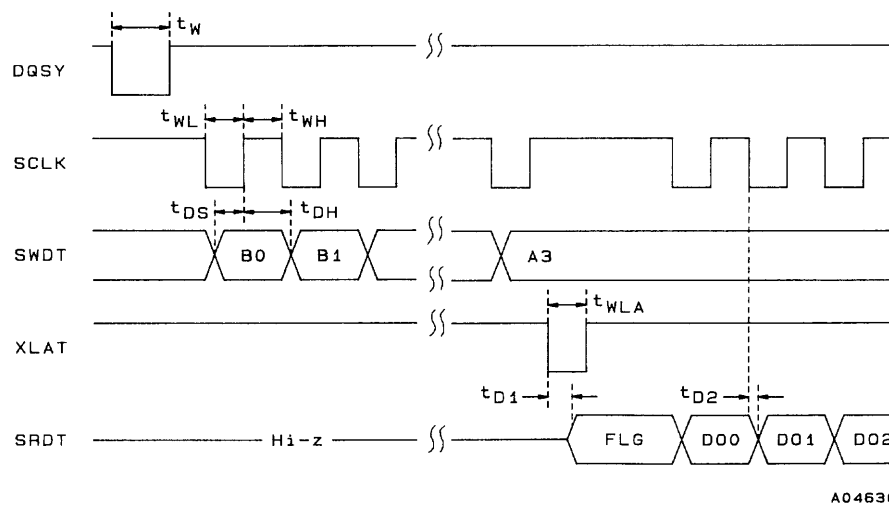 tW
DQSY
tWL tWH
SCLK
tDS tDH
SWDT B0 B1 A3
tWLA
XLAT
tD1 tD2
SRDT Hi-z FLG D00 D01 D02
A04636